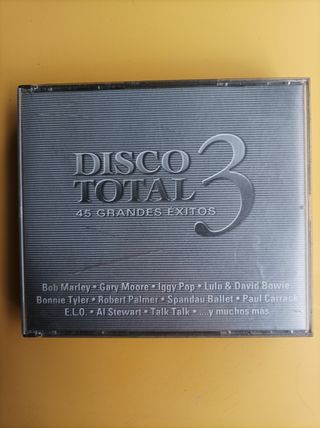 DISCO
TOTAL 3
45 GRANDES ÉXITOS
Bob Marley • Gary Moore • Iggy Pop • Lulu & David Bowie
Bonnie Tyler • Robert Palmer • Spandau Ballet • Paul Carrack
E.L.O. • Al Stewart • Talk Talk • ....y muchos más